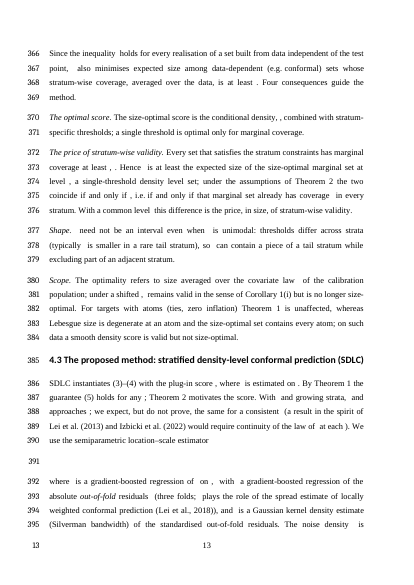 366 Since the inequality holds for every realisation of a set built from data independent of the test
367 point, also minimises expected size among data-dependent (e.g. conformal) sets whose
368 stratum-wise coverage, averaged over the data, is at least . Four consequences guide the
369 method.
370 The optimal score. The size-optimal score is the conditional density, , combined with stratum-
371 specific thresholds; a single threshold is optimal only for marginal coverage.
372 The price of stratum-wise validity. Every set that satisfies the stratum constraints has marginal
373 coverage at least , . Hence is at least the expected size of the size-optimal marginal set at
374 level , a single-threshold density level set; under the assumptions of Theorem 2 the two
375 coincide if and only if , i.e. if and only if that marginal set already has coverage in every
376 stratum. With a common level this difference is the price, in size, of stratum-wise validity.
377 Shape. need not be an interval even when is unimodal: thresholds differ across strata
378 (typically is smaller in a rare tail stratum), so can contain a piece of a tail stratum while
379 excluding part of an adjacent stratum.
380 Scope. The optimality refers to size averaged over the covariate law of the calibration
381 population; under a shifted , remains valid in the sense of Corollary 1(i) but is no longer size-
382 optimal. For targets with atoms (ties, zero inflation) Theorem 1 is unaffected, whereas
383 Lebesgue size is degenerate at an atom and the size-optimal set contains every atom; on such
384 data a smooth density score is valid but not size-optimal.
385 4.3 The proposed method: stratified density-level conformal prediction (SDLC)
386 SDLC instantiates (3)–(4) with the plug-in score , where is estimated on . By Theorem 1 the
387 guarantee (5) holds for any ; Theorem 2 motivates the score. With and growing strata, and
388 approaches ; we expect, but do not prove, the same for a consistent (a result in the spirit of
389 Lei et al. (2013) and Izbicki et al. (2022) would require continuity of the law of at each ). We
390 use the semiparametric location–scale estimator
391
392 where is a gradient-boosted regression of on , with a gradient-boosted regression of the
393 absolute out-of-fold residuals (three folds; plays the role of the spread estimate of locally
394 weighted conformal prediction (Lei et al., 2018)), and is a Gaussian kernel density estimate
395 (Silverman bandwidth) of the standardised out-of-fold residuals. The noise density is
13 13